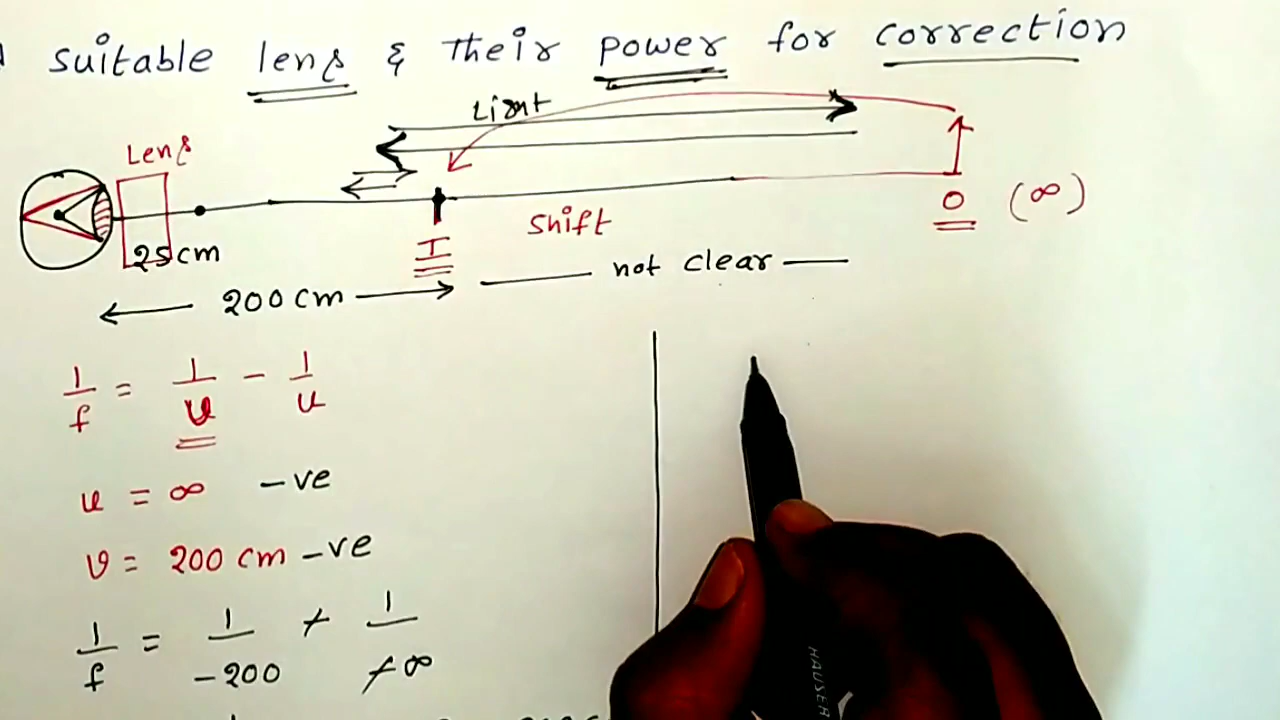 suitable lens & Their power for correction
Light
Lens
25cm
I
shift
O (∞)
not clear
200 cm
1/f = 1/v - 1/u
u = ∞ -ve
v = 200 cm -ve
1/f = 1/-200 + 1/+∞
HAUSER